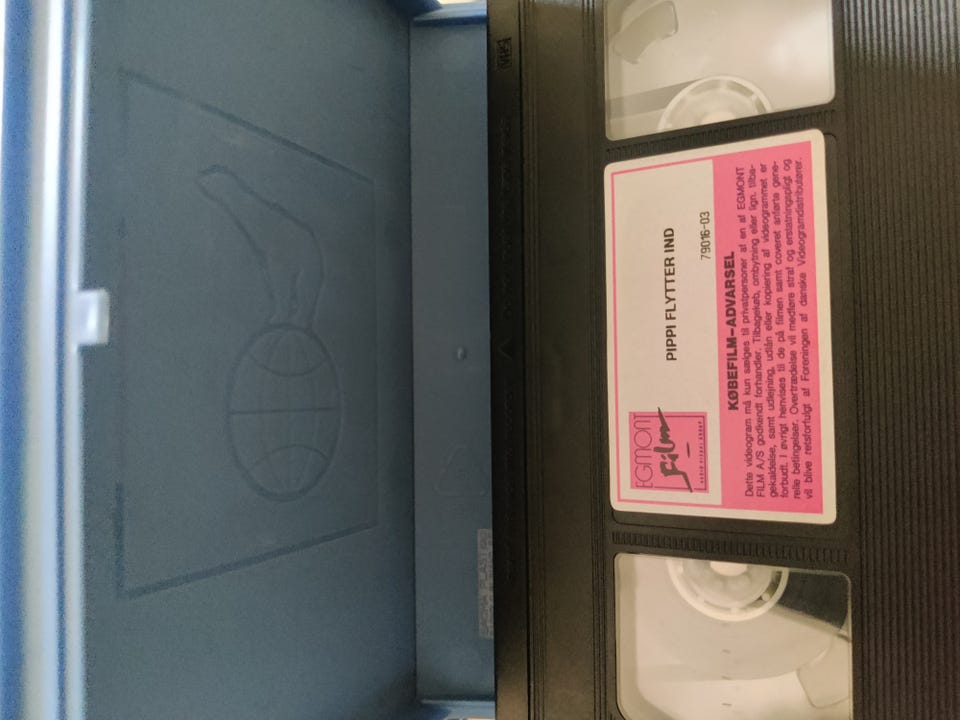 VHS
PIPPI FLYTTER IND
79016-03
EGMONT
Film
KØBEFILM–ADVARSEL
Dette videogram må kun sælges til privatpersoner af en af EGMONT
FILM A/S godkendt forhandler. Tilbagekøb, ombytning eller lign. tilba-
gekaldelse, samt udlejning, udlån eller kopiering af videogrammet er
forbudt. I øvrigt henvises til de på filmen samt coveret anførte gene-
relle betingelser. Overtrædelse vil medføre straf og erstatningspligt og
vil blive retsforfulgt af Foreningen af danske Videogramdistributører.